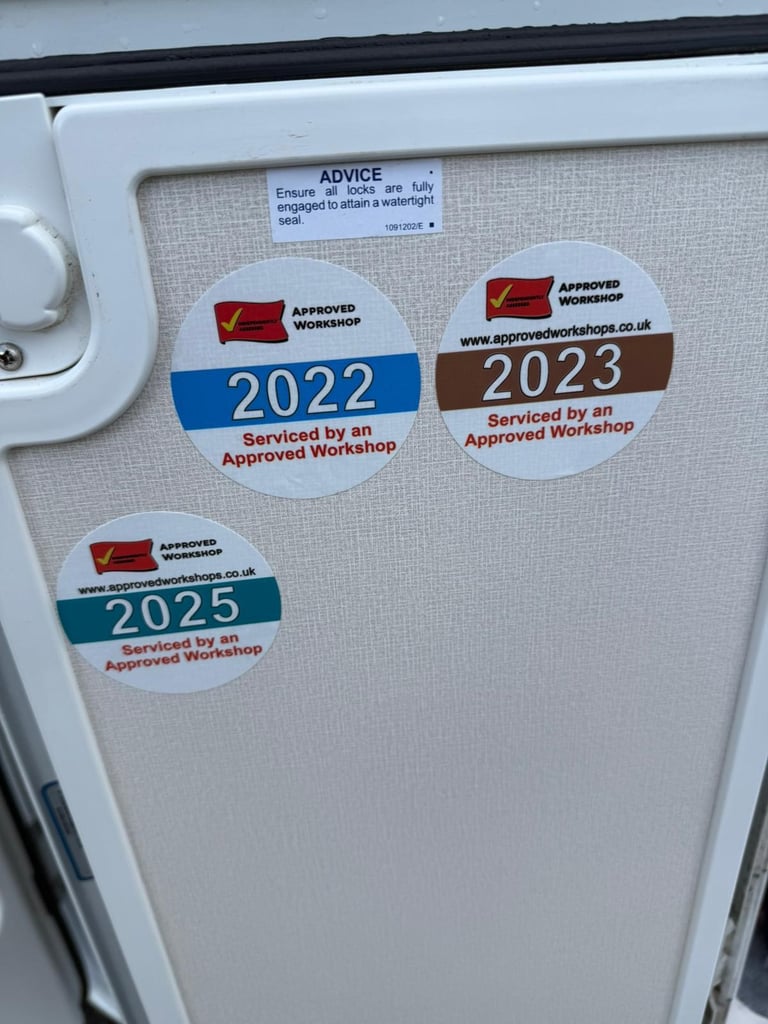 ADVICE
Ensure all locks are fully
engaged to attain a watertight
seal.
1091202/E
APPROVED
WORKSHOP
2022
Serviced by an
Approved Workshop
APPROVED
WORKSHOP
www.approvedworkshops.co.uk
2023
Serviced by an
Approved Workshop
APPROVED
WORKSHOP
www.approvedworkshops.co.uk
2025
Serviced by an
Approved Workshop